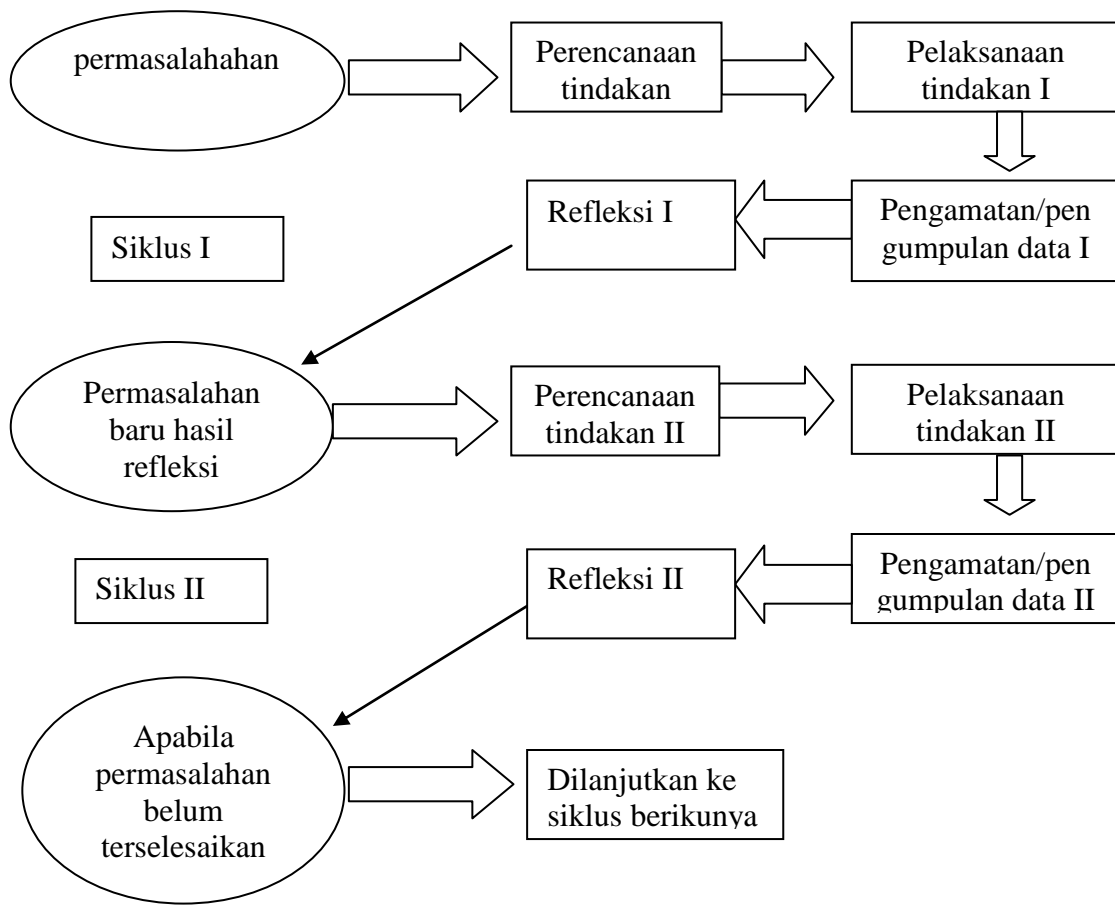 permasalahahan
Perencanaan
tindakan
Pelaksanaan
tindakan I
Pengamatan/pen
gumpulan data I
Refleksi I
Siklus I
Permasalahan
baru hasil
refleksi
Perencanaan
tindakan II
Pelaksanaan
tindakan II
Pengamatan/pen
gumpulan data II
Refleksi II
Siklus II
Apabila
permasalahan
belum
terselesaikan
Dilanjutkan ke
siklus berikunya